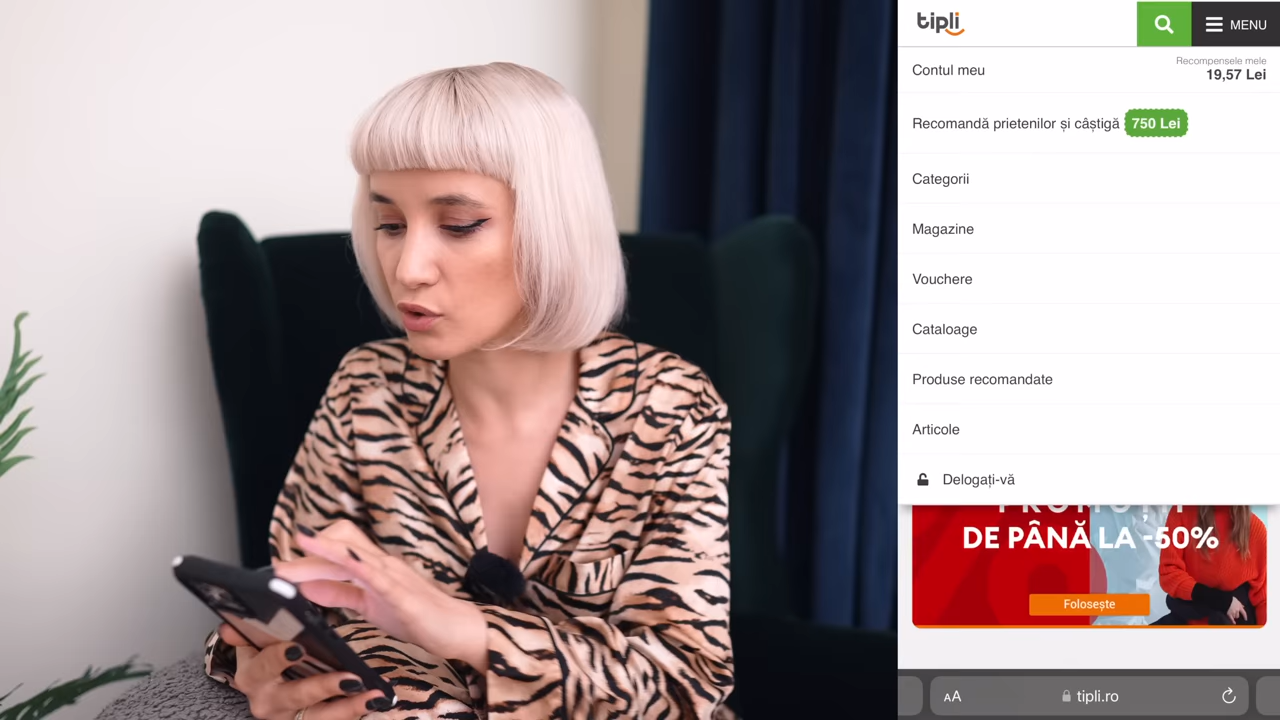 tipli
MENU
Contul meu
Recompensele mele
19,57 Lei
Recomandă prietenilor și câștigă 750 Lei
Categorii
Magazine
Vouchere
Cataloage
Produse recomandate
Articole
Delogați-vă
PROMOȚII
DE PÂNĂ LA -50%
Folosește
AA
tipli.ro